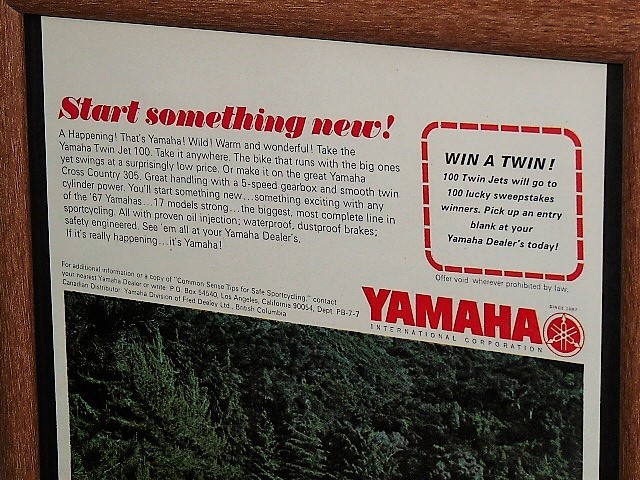 Start something new!
A Happening! That's Yamaha! Wild! Warm and wonderful! Take the
Yamaha Twin Jet 100. Take it anywhere. The bike that runs with the big ones
yet swings at a surprisingly low price. Or make it on the great Yamaha
Cross Country 305. Great handling with a 5-speed gearbox and smooth twin
cylinder power. You'll start something new...something exciting with any
of the '67 Yamahas...17 models strong...the biggest, most complete line in
sportcycling. All with proven oil injection; waterproof, dustproof brakes;
safety engineered. See 'em all at your Yamaha Dealer's,
If it's really happening...it's Yamaha!
WIN A TWIN!
100 Twin Jets will go to
100 lucky sweepstakes
winners. Pick up an entry
blank at your
Yamaha Dealer's today!
Offer void wherever prohibited by law.
For additional information or a copy of "Common Sense Tips for Safe Sportcycling," contact
your nearest Yamaha Dealer or write P.O. Box 54540, Los Angeles, California 90054, Dept. PB-7-7
Canadian Distributor: Yamaha Division of Fred Deeley Ltd., British Columbia
YAMAHA
INTERNATIONAL CORPORATION
SINCE 1887